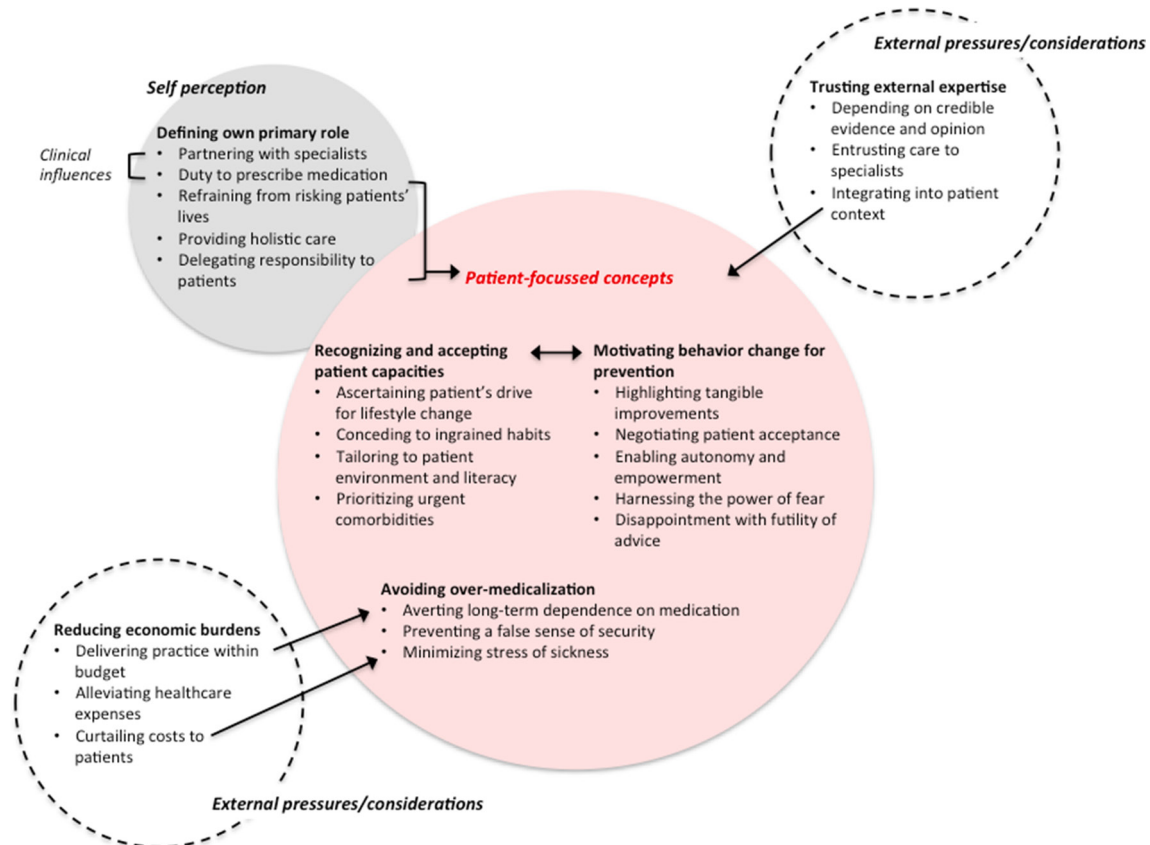 External pressures/considerations
Trusting external expertise
• Depending on credible
evidence and opinion
• Entrusting care to
specialists
• Integrating into patient
context
Self perception
Defining own primary role
• Partnering with specialists
• Duty to prescribe medication
• Refraining from risking patients'
lives
• Providing holistic care
• Delegating responsibility to
patients
Clinical
influences
Patient-focussed concepts
Recognizing and accepting
patient capacities
• Ascertaining patient's drive
for lifestyle change
• Conceding to ingrained habits
• Tailoring to patient
environment and literacy
• Prioritizing urgent
comorbidities
Motivating behavior change for
prevention
• Highlighting tangible
improvements
• Negotiating patient acceptance
• Enabling autonomy and
empowerment
• Harnessing the power of fear
• Disappointment with futility of
advice
Avoiding over-medicalization
• Averting long-term dependence on medication
• Preventing a false sense of security
• Minimizing stress of sickness
Reducing economic burdens
• Delivering practice within
budget
• Alleviating healthcare
expenses
• Curtailing costs to
patients
External pressures/considerations